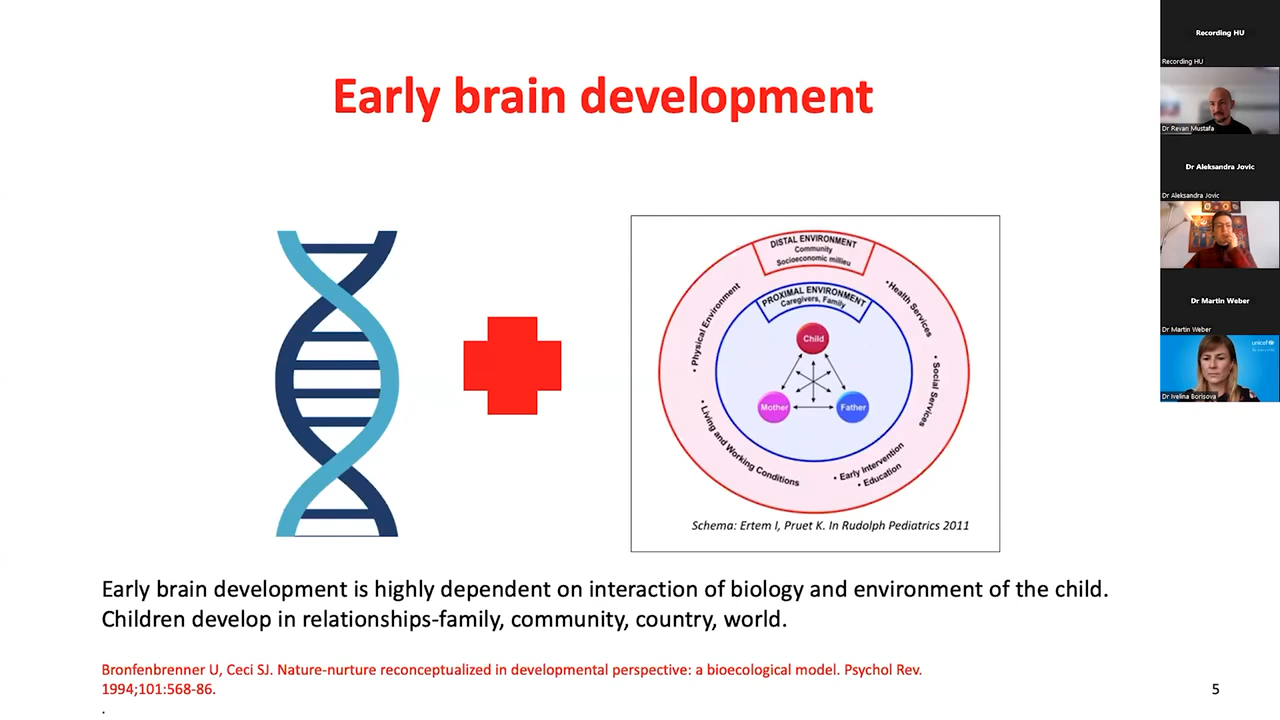 Early brain development
DISTAL ENVIRONMENT
Community
Socioeconomic millieu
PROXIMAL ENVIRONMENT
Caregivers, Family
• Physical Environment
• Health Services
• Social Services
• Living and Working Conditions
• Early Intervention
• Education
Child
Mother
Father
Schema: Ertem I, Pruet K. In Rudolph Pediatrics 2011
Early brain development is highly dependent on interaction of biology and environment of the child.
Children develop in relationships-family, community, country, world.
Bronfenbrenner U, Ceci SJ. Nature-nurture reconceptualized in developmental perspective: a bioecological model. Psychol Rev.
1994;101:568-86.
.
5
Recording HU
Recording HU
Dr Revan Mustafa
Dr Aleksandra Jovic
Dr Aleksandra Jovic
Dr Martin Weber
Dr Martin Weber
unicef
Dr Ivelina Borisova